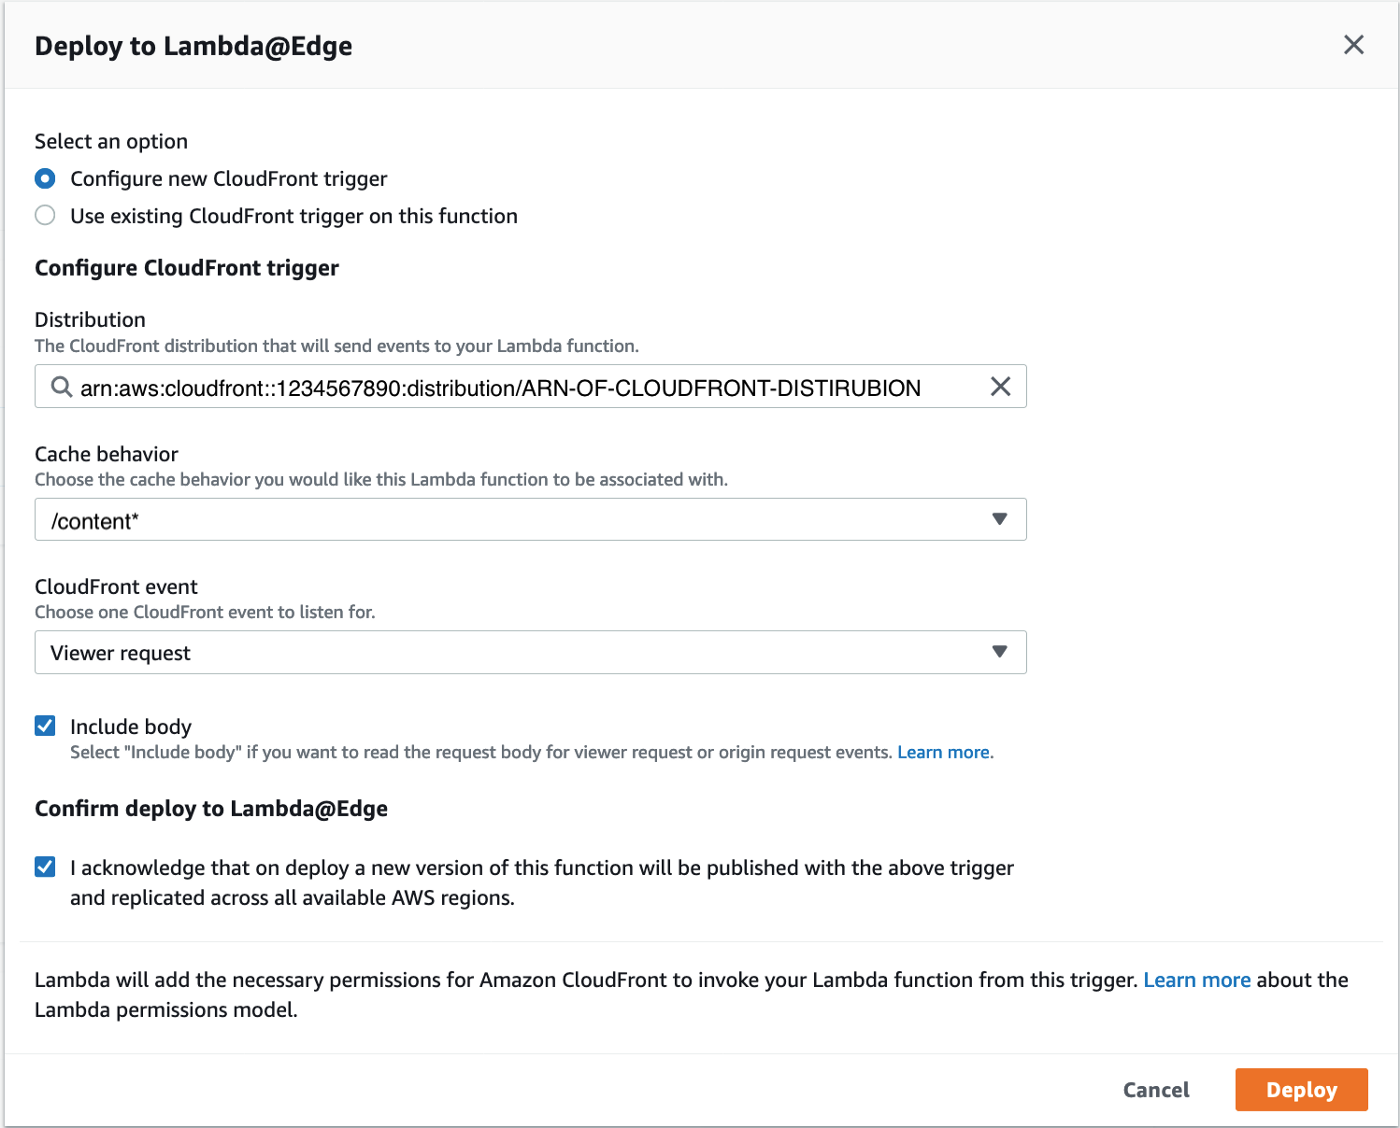 Deploy to Lambda@Edge
Select an option
Configure new CloudFront trigger
Use existing CloudFront trigger on this function
Configure CloudFront trigger
Distribution
The CloudFront distribution that will send events to your Lambda function.
arn:aws:cloudfront::1234567890:distribution/ARN-OF-CLOUDFRONT-DISTIRUBION
Cache behavior
Choose the cache behavior you would like this Lambda function to be associated with.
/content*
CloudFront event
Choose one CloudFront event to listen for.
Viewer request
Include body
Select "Include body" if you want to read the request body for viewer request or origin request events. Learn more.
Confirm deploy to Lambda@Edge
I acknowledge that on deploy a new version of this function will be published with the above trigger
and replicated across all available AWS regions.
Lambda will add the necessary permissions for Amazon CloudFront to invoke your Lambda function from this trigger. Learn more about the
Lambda permissions model.
Cancel
Deploy